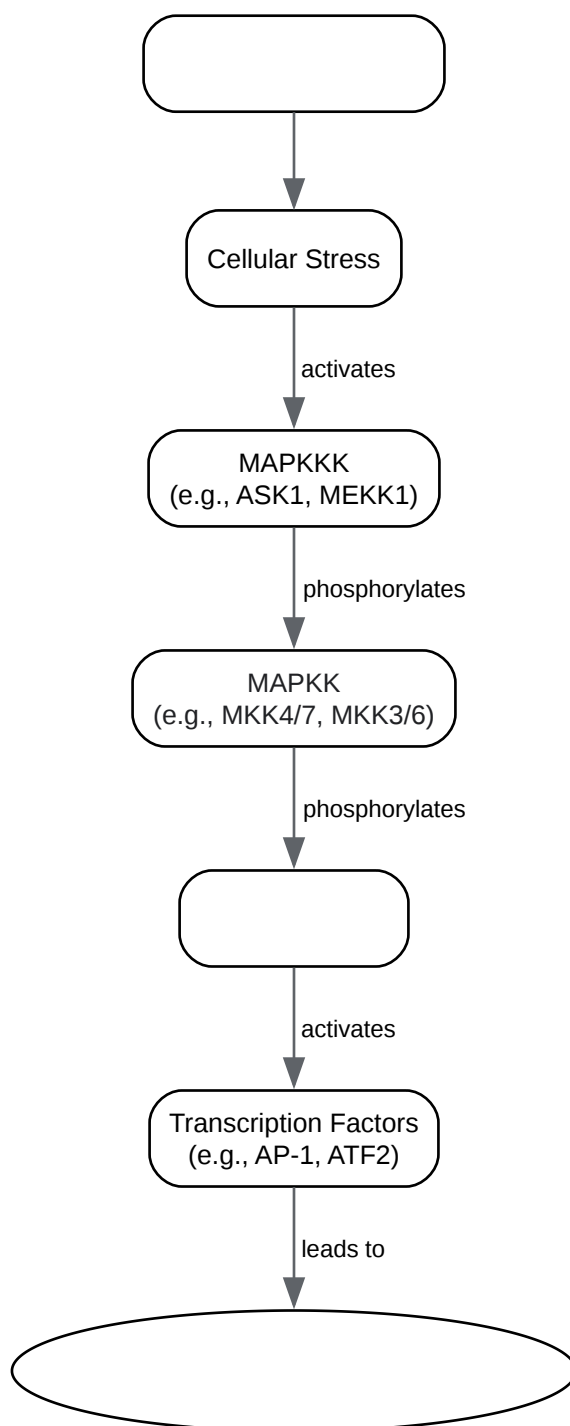 Cellular Stress
activates
MAPKKK
(e.g., ASK1, MEKK1)
phosphorylates
MAPKK
(e.g., MKK4/7, MKK3/6)
phosphorylates
activates
Transcription Factors
(e.g., AP-1, ATF2)
leads to